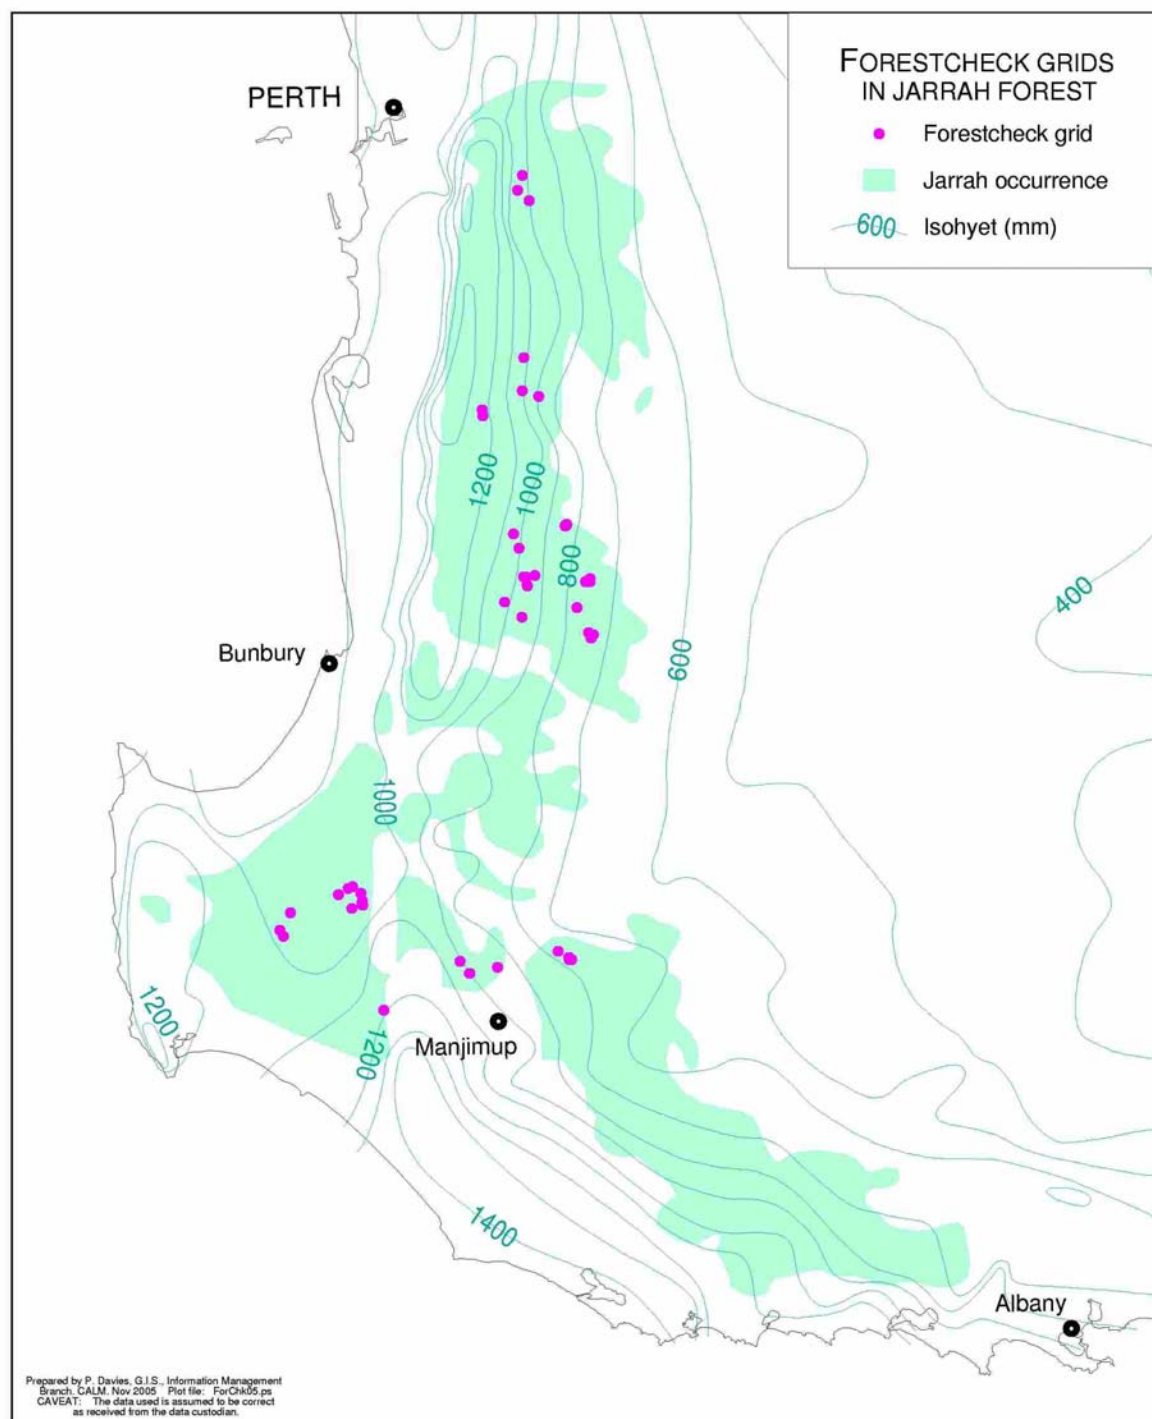 FORESTCHECK GRIDS
IN JARRAH FOREST
Forestcheck grid
Jarrah occurrence
600 Isohyet (mm)
PERTH
1200
1000
800
400
600
Bunbury
1000
1200
1200
Manjimup
1400
Albany
Prepared by P. Davies, G.I.S., Information Management
Branch. CALM. Nov 2005 Plot file: ForChk05.ps
CAVEAT: The data used is assumed to be correct
as received from the data custodian.